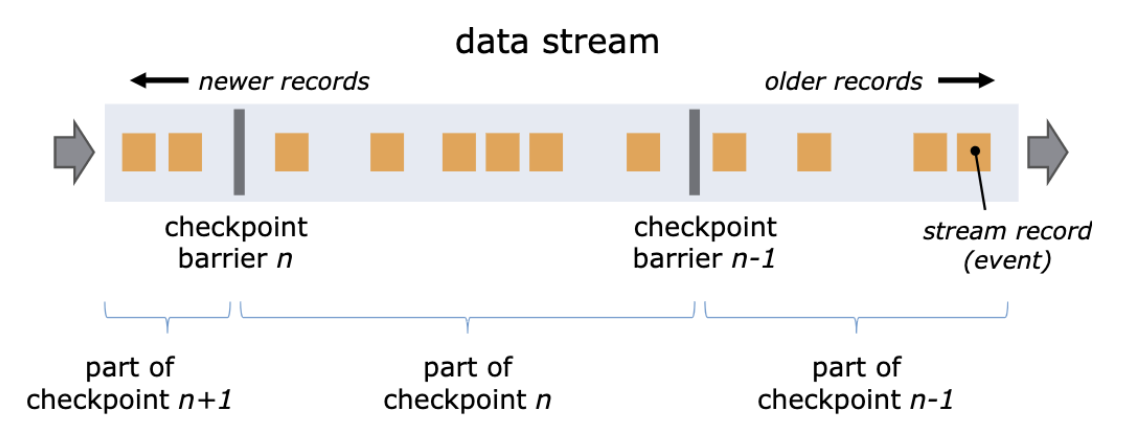 data stream
newer records
older records
checkpoint
barrier n
checkpoint
barrier n-1
stream record
(event)
part of
checkpoint n+1
part of
checkpoint n
part of
checkpoint n-1